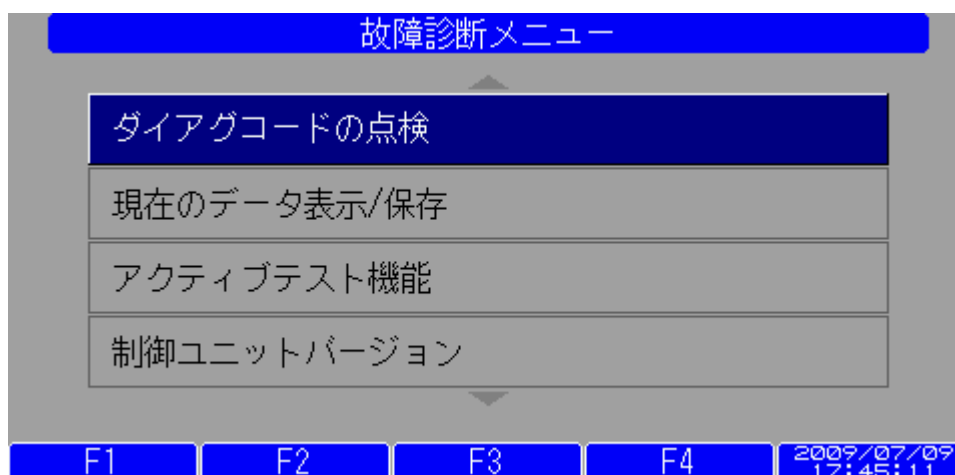 故障診断メニュー
ダイアグコードの点検
現在のデータ表示/保存
アクティブテスト機能
制御ユニットバージョン
F1 F2 F3 F4 2009/07/09
17:45:11